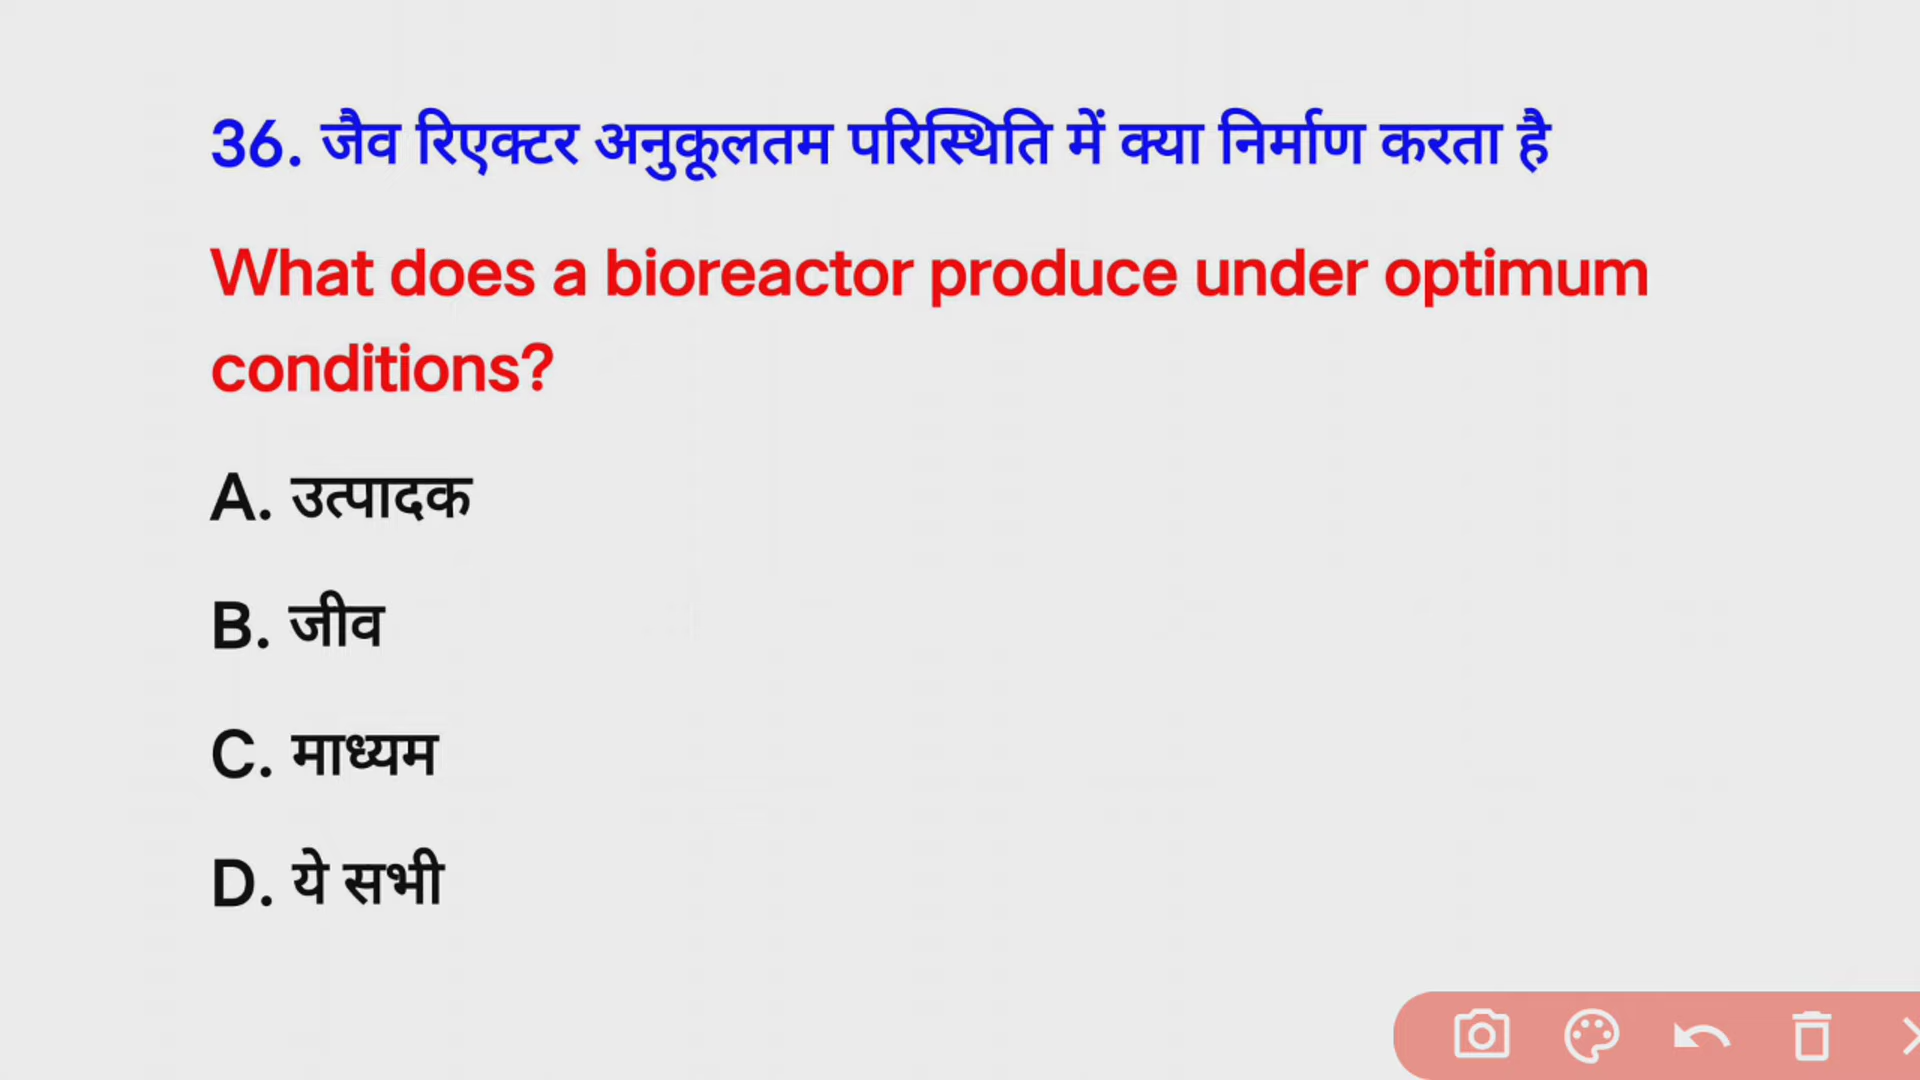 36. जैव रिएक्टर अनुकूलतम परिस्थिति में क्या निर्माण करता है
What does a bioreactor produce under optimum
conditions?
A. उत्पादक
B. जीव
C. माध्यम
D. ये सभी